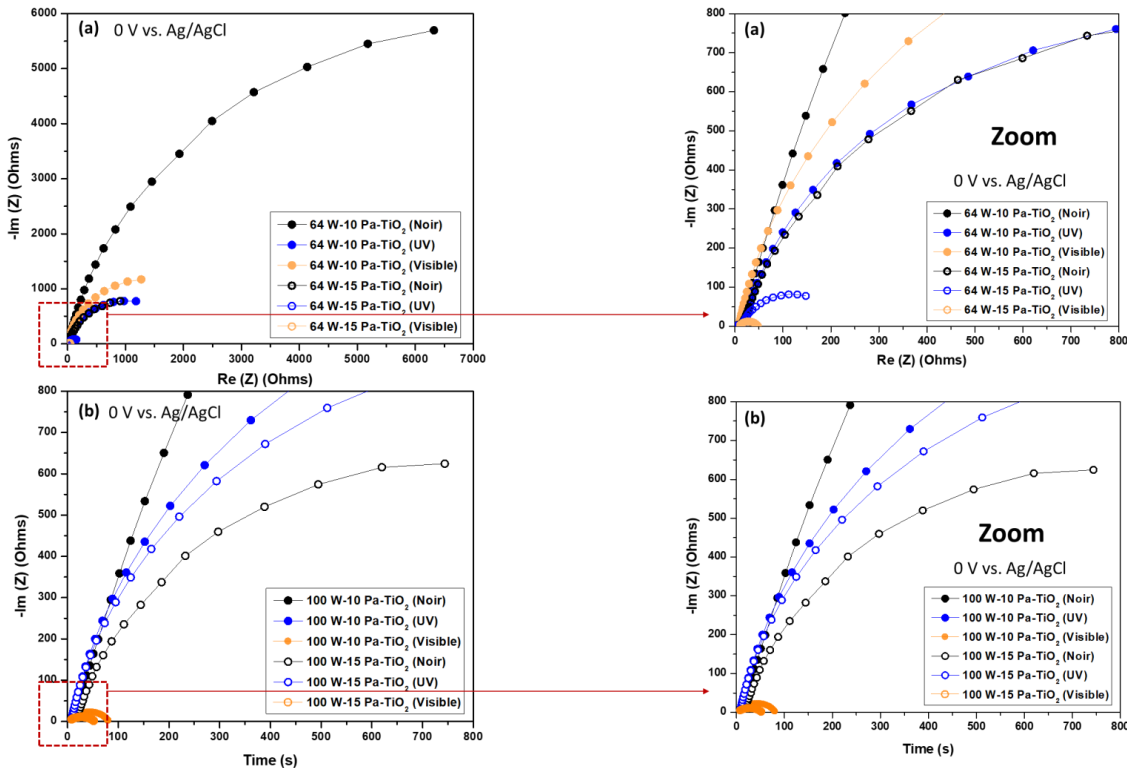 (a) 0 V vs. Ag/AgCl
-Im (Z) (Ohms)
6000
5000
4000
3000
2000
1000
0
64 W-10 Pa-TiO₂ (Noir)
64 W-10 Pa-TiO₂ (UV)
64 W-10 Pa-TiO₂ (Visible)
64 W-15 Pa-TiO₂ (Noir)
64 W-15 Pa-TiO₂ (UV)
64 W-15 Pa-TiO₂ (Visible)
0 1000 2000 3000 4000 5000 6000 7000
Re (Z) (Ohms)
(a)
-Im (Z) (Ohms)
800
700
600
500
400
300
200
100
0
Zoom
0 V vs. Ag/AgCl
64 W-10 Pa-TiO₂ (Noir)
64 W-10 Pa-TiO₂ (UV)
64 W-10 Pa-TiO₂ (Visible)
64 W-15 Pa-TiO₂ (Noir)
64 W-15 Pa-TiO₂ (UV)
64 W-15 Pa-TiO₂ (Visible)
0 100 200 300 400 500 600 700 800
Re (Z) (Ohms)
(b) 0 V vs. Ag/AgCl
-Im (Z) (Ohms)
800
700
600
500
400
300
200
100
0
100 W-10 Pa-TiO₂ (Noir)
100 W-10 Pa-TiO₂ (UV)
100 W-10 Pa-TiO₂ (Visible)
100 W-15 Pa-TiO₂ (Noir)
100 W-15 Pa-TiO₂ (UV)
100 W-15 Pa-TiO₂ (Visible)
0 100 200 300 400 500 600 700 800
Time (s)
(b)
-Im (Z) (Ohms)
800
700
600
500
400
300
200
100
0
Zoom
0 V vs. Ag/AgCl
100 W-10 Pa-TiO₂ (Noir)
100 W-10 Pa-TiO₂ (UV)
100 W-10 Pa-TiO₂ (Visible)
100 W-15 Pa-TiO₂ (Noir)
100 W-15 Pa-TiO₂ (UV)
100 W-15 Pa-TiO₂ (Visible)
0 100 200 300 400 500 600 700 800
Time (s)